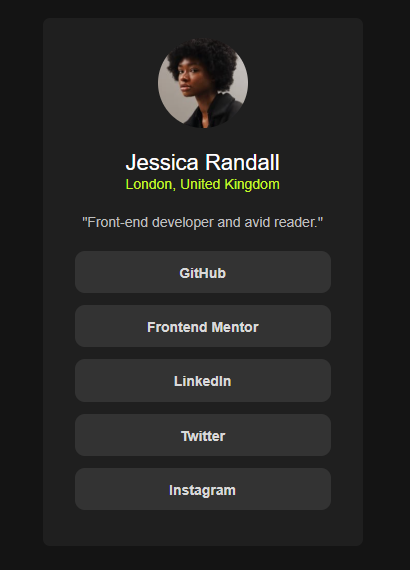 Jessica Randall
London, United Kingdom
"Front-end developer and avid reader."
GitHub
Frontend Mentor
LinkedIn
Twitter
Instagram